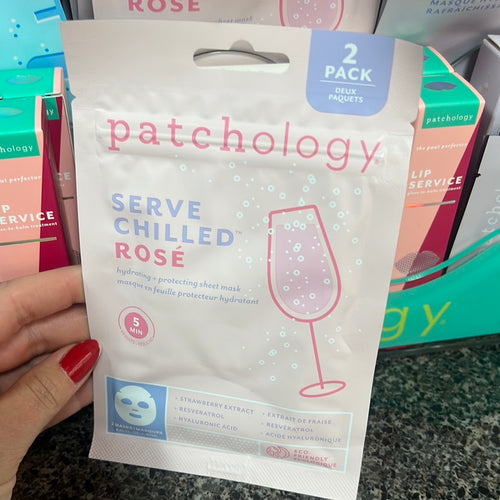 patchology
2
PACK
DEUX
PAQUETS
patchology
SERVE
CHILLED™
ROSÉ
hydrating + protecting sheet mask
masque en feuille protecteur hydratant
5
MIN
• STRAWBERRY EXTRACT
• RESVERATROL
• HYALURONIC ACID
• EXTRAIT DE FRAISE
• RESVÉRATROL
• ACIDE HYALURONIQUE
ECO
FRIENDLY
hology
LIP
SERVICE
patchology
LIP
SERVICE
gy